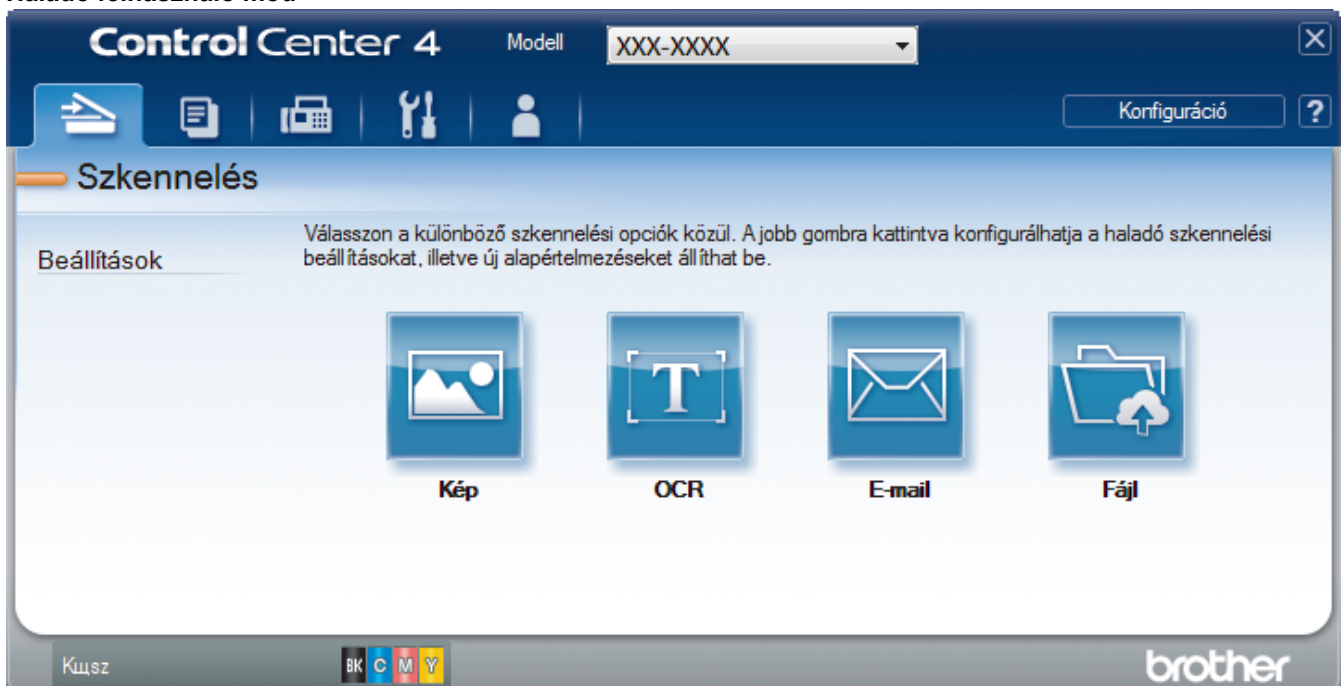 Control Center 4
Modell
XXX-XXXX
Konfiguráció
?
Szkennelés
Beállítások
Válasszon a különböző szkennelési opciók közül. A jobb gombra kattintva konfigurálhatja a haladó szkennelési
beállításokat, illetve új alapértelmezéseket állíthat be.
T
Kép
OCR
E-mail
Fájl
Kщsz
BK C M Y
brother